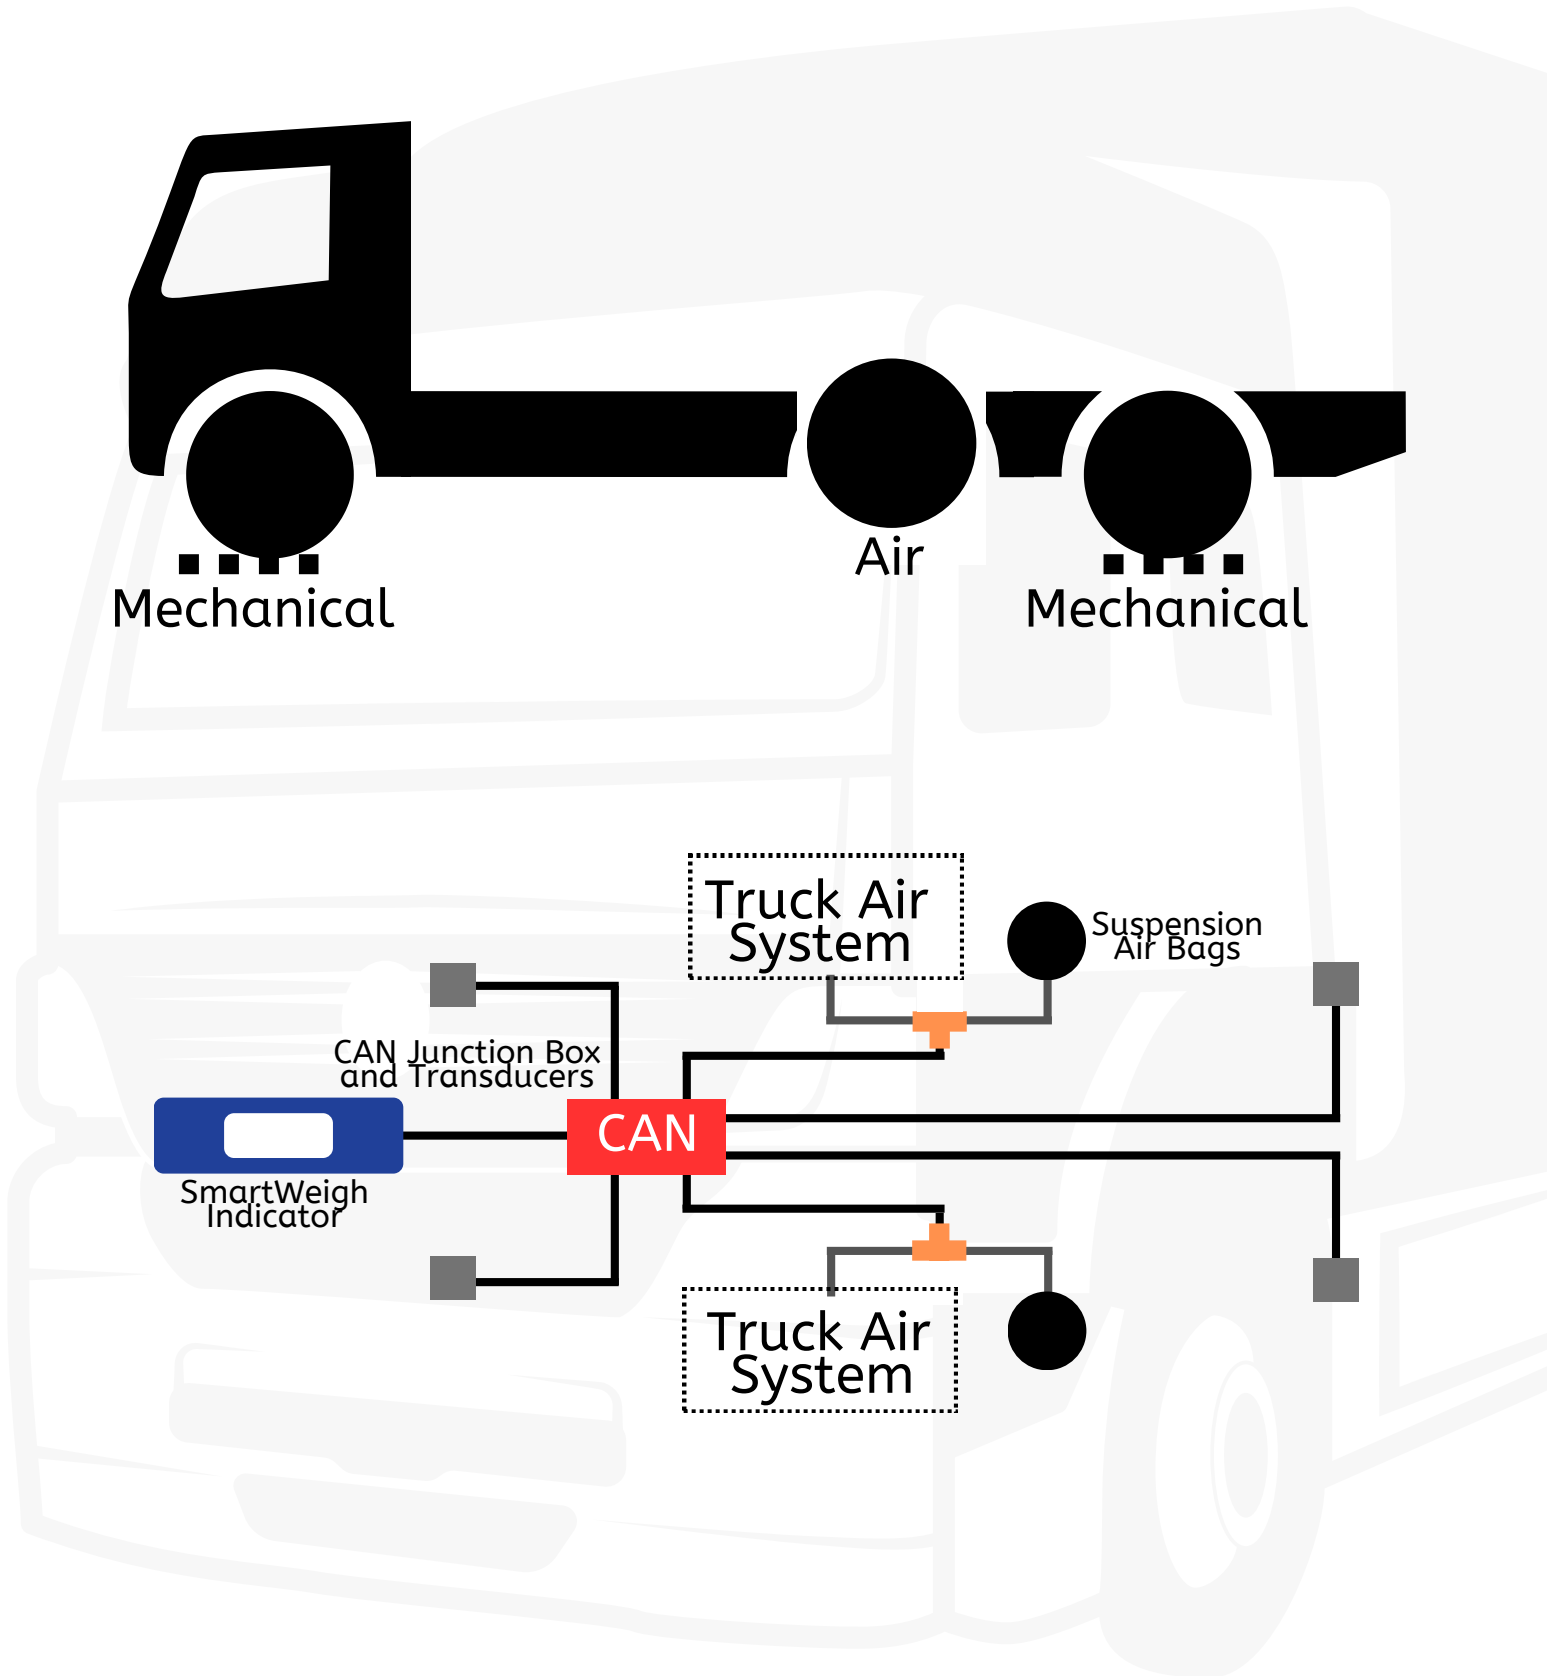 Air
Mechanical
Mechanical
Truck Air
System
Suspension
Air Bags
CAN Junction Box
and Transducers
CAN
SmartWeigh
Indicator
Truck Air
System